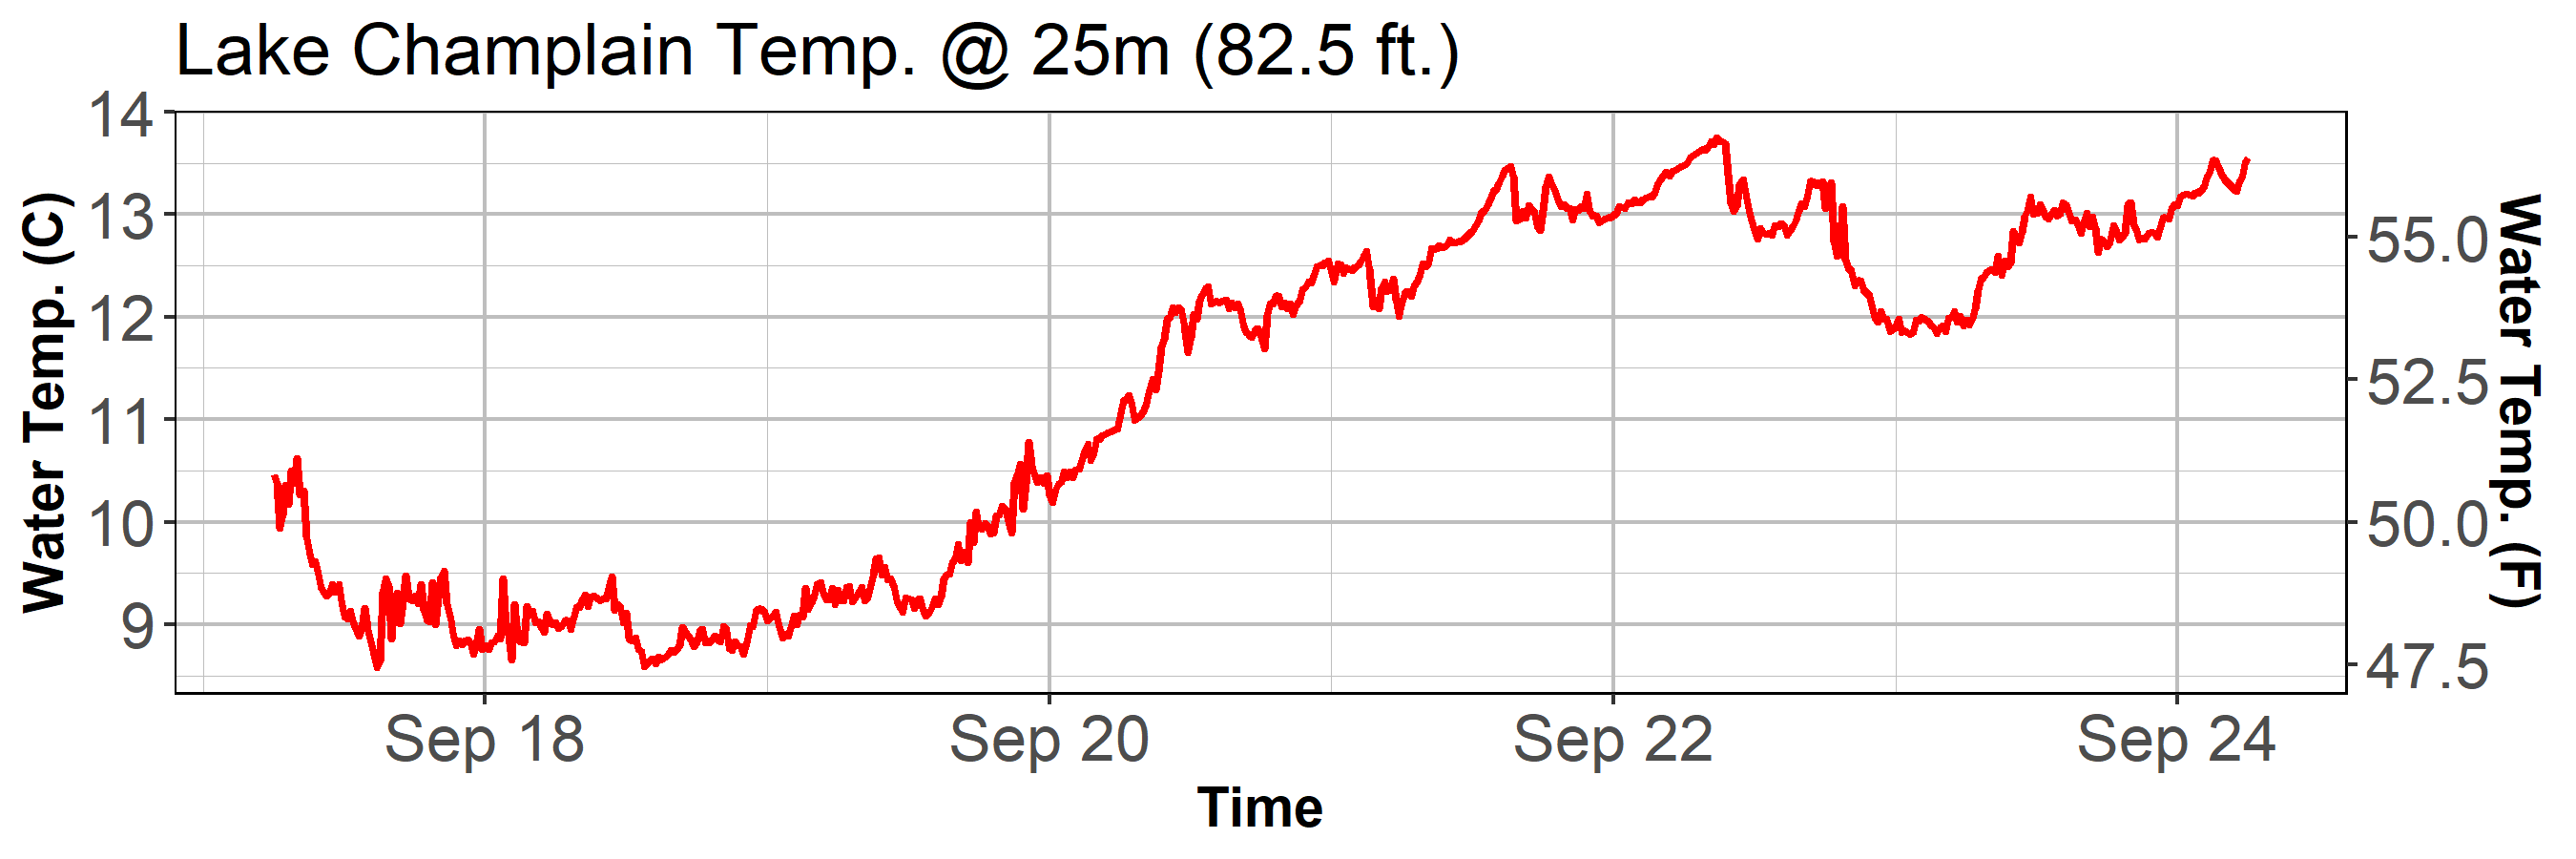 Lake Champlain Temp. @ 25m (82.5 ft.)
Water Temp. (C)
14
13
12
11
10
9
55.0
52.5
50.0
47.5
Water Temp. (F)
Sep 18 Sep 20 Sep 22 Sep 24
Time